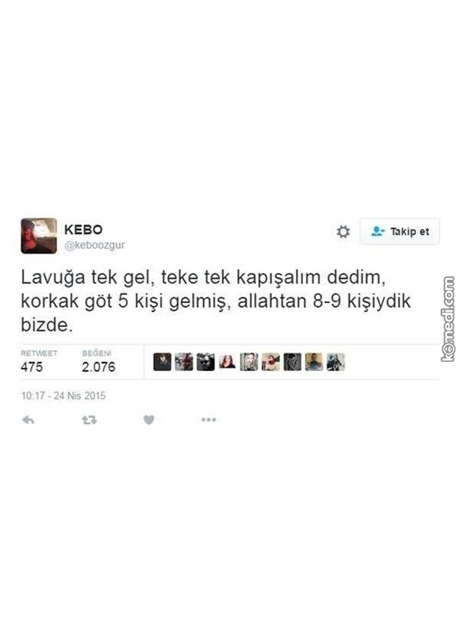 KEBO
@keboozgur
Takip et
Lavuğa tek gel, teke tek kapışalım dedim,
korkak göt 5 kişi gelmiş, allahtan 8-9 kişiydik
bizde.
RETWEET
475
BEĞENİ
2.076
10:17 - 24 Nis 2015
kømedi.com